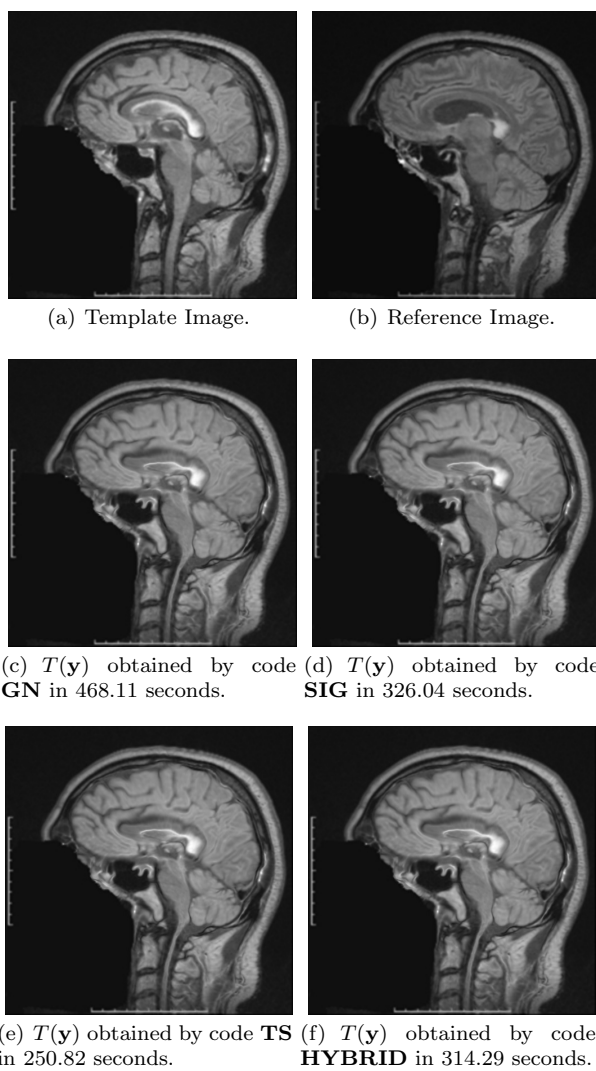 (a) Template Image.
(b) Reference Image.
(c) T(y) obtained by code
GN in 468.11 seconds.
(d) T(y) obtained by code
SIG in 326.04 seconds.
(e) T(y) obtained by code TS
in 250.82 seconds.
(f) T(y) obtained by code
HYBRID in 314.29 seconds.